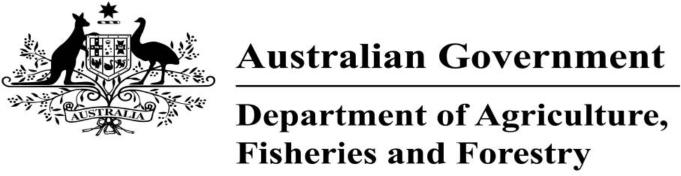 AUSTRALIA
Australian Government
Department of Agriculture,
Fisheries and Forestry